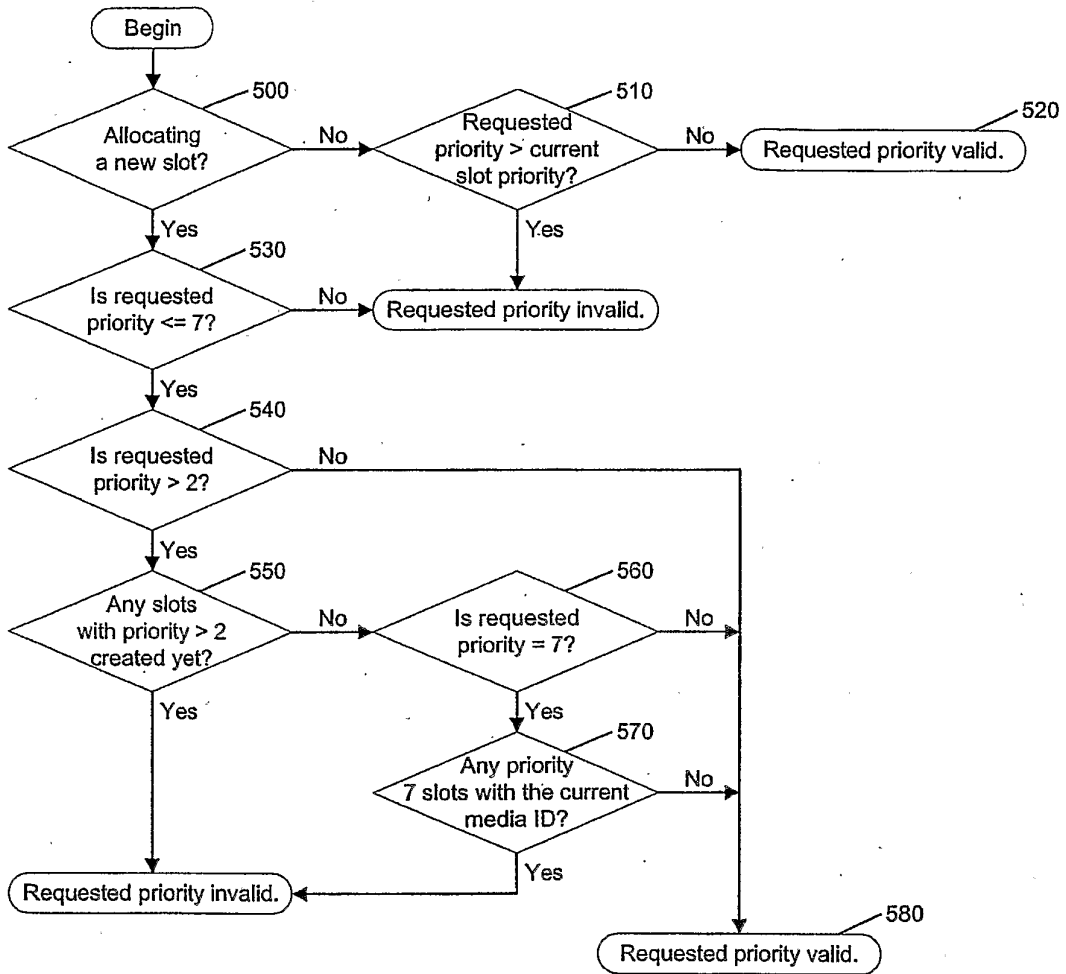 Begin
500
Allocating
a new slot?
No
510
Requested
priority > current
slot priority?
No
520
Requested priority valid.
Yes
Yes
530
Is requested
priority <= 7?
No
Requested priority invalid.
Yes
540
Is requested
priority > 2?
No
Yes
550
Any slots
with priority > 2
created yet?
No
560
Is requested
priority = 7?
No
Yes
Yes
570
Any priority
7 slots with the current
media ID?
No
Yes
Requested priority invalid.
580
Requested priority valid.